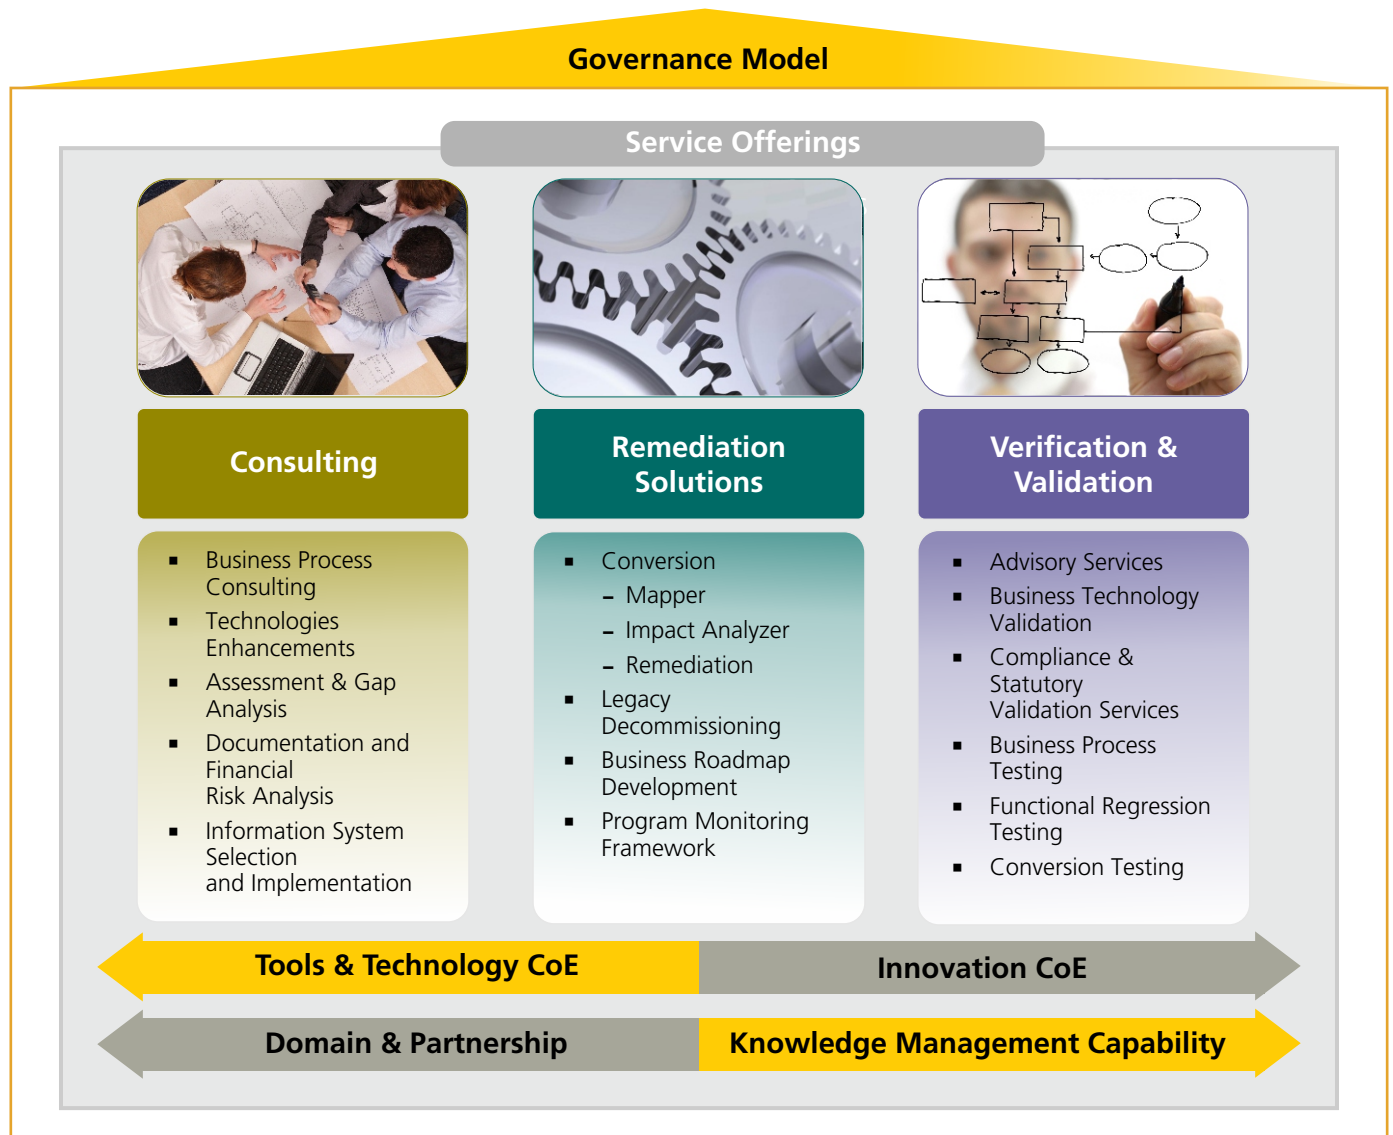 Governance Model
Service Offerings
Consulting
Remediation
Solutions
Verification &
Validation
▪ Business Process
Consulting
▪ Technologies
Enhancements
▪ Assessment & Gap
Analysis
▪ Documentation and
Financial
Risk Analysis
▪ Information System
Selection
and Implementation
▪ Conversion
– Mapper
– Impact Analyzer
– Remediation
▪ Legacy
Decommissioning
▪ Business Roadmap
Development
▪ Program Monitoring
Framework
▪ Advisory Services
▪ Business Technology
Validation
▪ Compliance &
Statutory
Validation Services
▪ Business Process
Testing
▪ Functional Regression
Testing
▪ Conversion Testing
Tools & Technology CoE
Innovation CoE
Domain & Partnership
Knowledge Management Capability